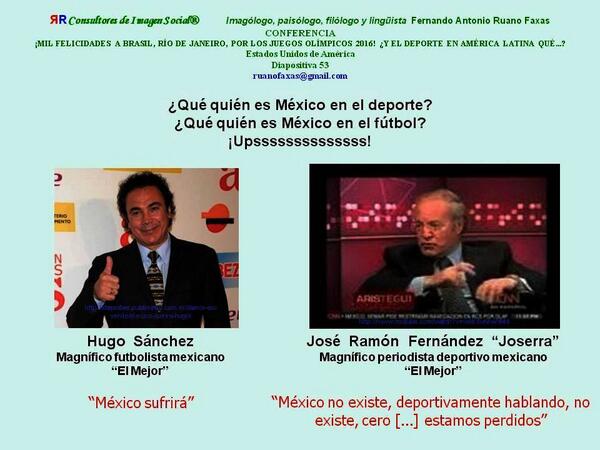 ЯR Consultores de Imagen Social® Imagólogo, paisólogo, filólogo y lingüista Fernando Antonio Ruano Faxas
CONFERENCIA
¡MIL FELICIDADES A BRASIL, RÍO DE JANEIRO, POR LOS JUEGOS OLÍMPICOS 2016! ¿Y EL DEPORTE EN AMÉRICA LATINA QUÉ...?
Estados Unidos de América
Diapositiva 53
ruanofaxas@gmail.com
¿Qué quién es México en el deporte?
¿Qué quién es México en el fútbol?
¡Upssssssssssssss!
ARISTEGUI
CNN
Hugo Sánchez
Magnífico futbolista mexicano
“El Mejor”
José Ramón Fernández “Joserra”
Magnífico periodista deportivo mexicano
“El Mejor”
“México sufrirá”
“México no existe, deportivamente hablando, no
existe, cero [...] estamos perdidos”